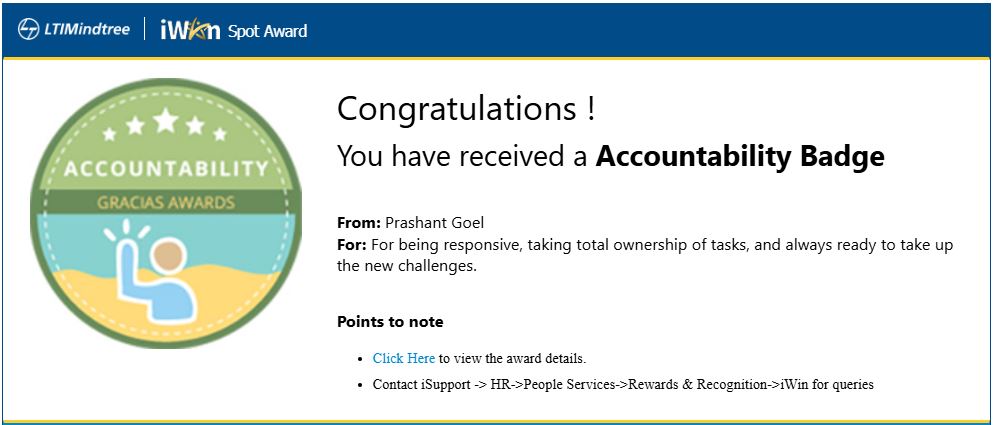 LTIMindtree iWin Spot Award
ACCOUNTABILITY
GRACIAS AWARDS
Congratulations !
You have received a Accountability Badge
From: Prashant Goel
For: For being responsive, taking total ownership of tasks, and always ready to take up
the new challenges.
Points to note
• Click Here to view the award details.
• Contact iSupport -> HR->People Services->Rewards & Recognition->iWin for queries